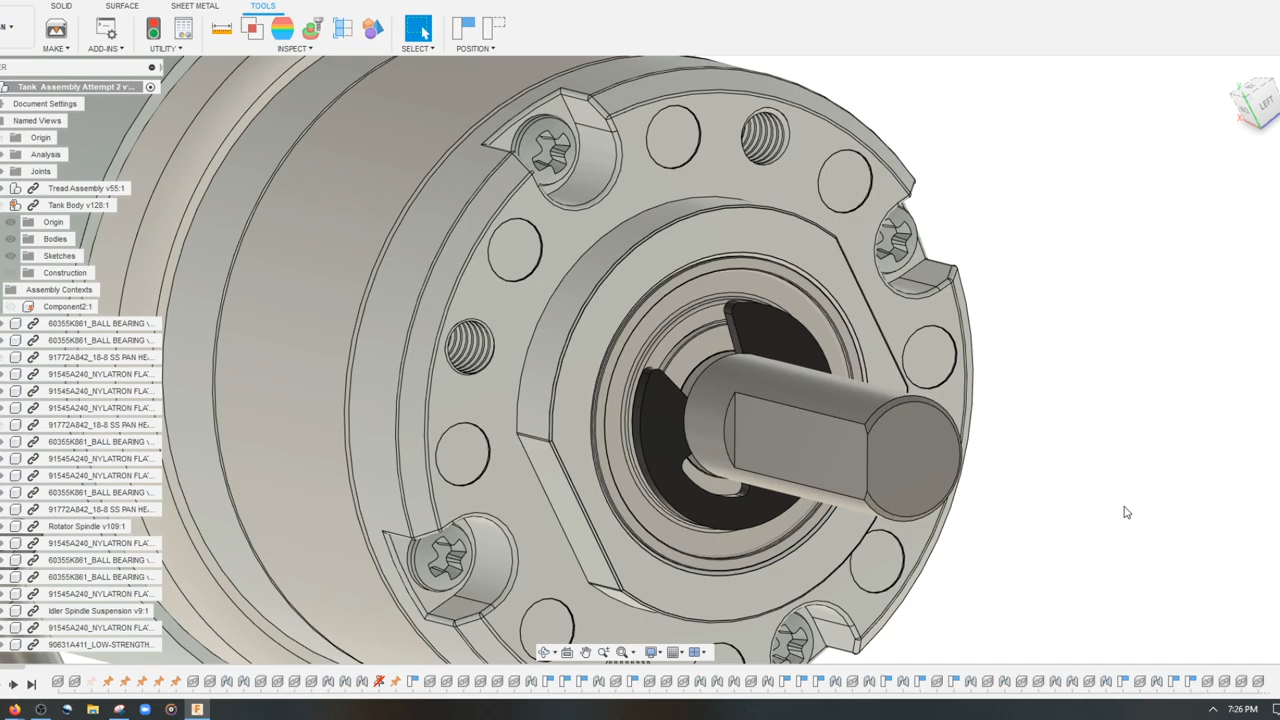 SOLID SURFACE SHEET METAL TOOLS
MAKE ADD-INS UTILITY INSPECT SELECT POSITION
Tank Assembly Attempt 2 v...
Document Settings
Named Views
Origin
Analysis
Joints
Tread Assembly v55:1
Tank Body v128:1
Origin
Bodies
Sketches
Construction
Assembly Contexts
Component2:1
60355K861_BALL BEARING v...
60355K861_BALL BEARING v...
91772A842_18-8 SS PAN HE...
91545A240_NYLATRON FLA...
91545A240_NYLATRON FLA...
91545A240_NYLATRON FLA...
91772A842_18-8 SS PAN HE...
60355K861_BALL BEARING v...
91545A240_NYLATRON FLA...
91545A240_NYLATRON FLA...
60355K861_BALL BEARING v...
91772A842_18-8 SS PAN HE...
Rotator Spindle v109:1
91545A240_NYLATRON FLA...
60355K861_BALL BEARING v...
60355K861_BALL BEARING v...
91545A240_NYLATRON FLA...
Idler Spindle Suspension v9:1
91545A240_NYLATRON FLA...
90631A411_LOW-STRENGTH...
LEFT
7:26 PM